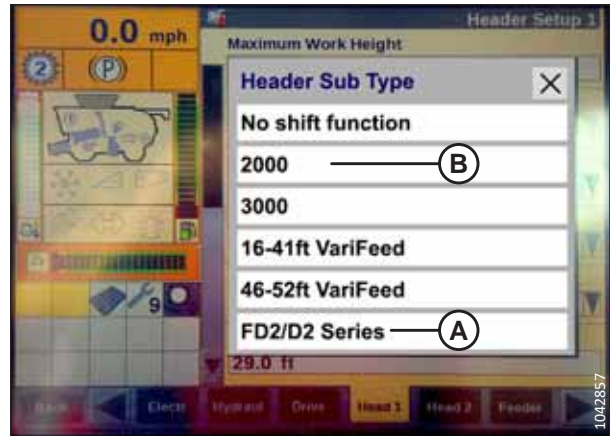 0.0 mph
Header Setup 1
Maximum Work Height
2
P
Header Sub Type
No shift function
2000
B
3000
16-41ft VariFeed
46-52ft VariFeed
9
FD2/D2 Series
A
29.0 ft
Back
Electr
Hydraul
Drive
Head 1
Head 2
Feeder
1042857